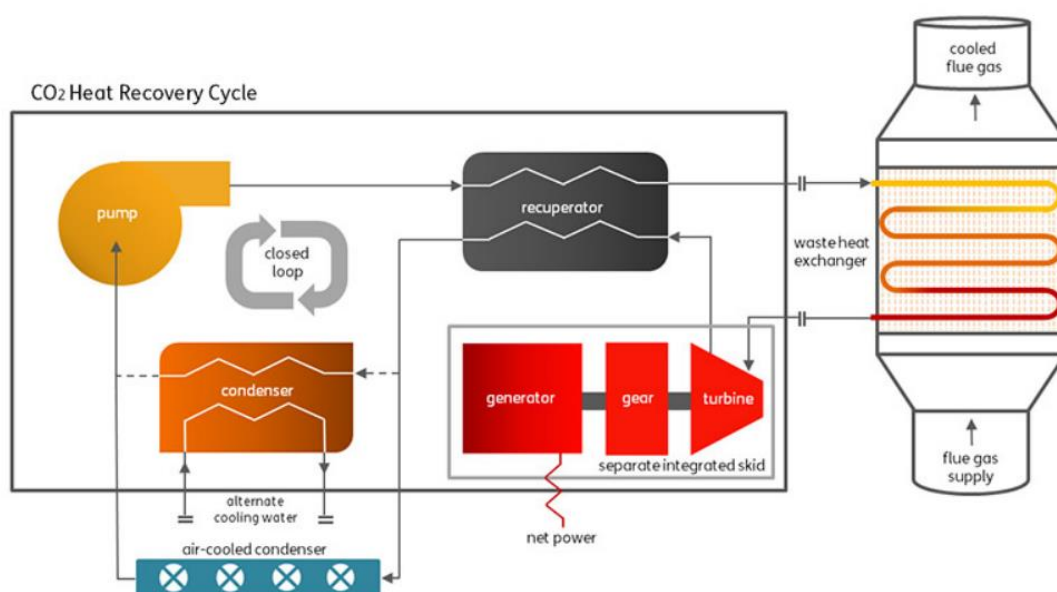 CO2 Heat Recovery Cycle
cooled
flue gas
pump
recuperator
closed
loop
waste heat
exchanger
condenser
generator
gear
turbine
separate integrated skid
flue gas
supply
alternate
cooling water
net power
air-cooled condenser